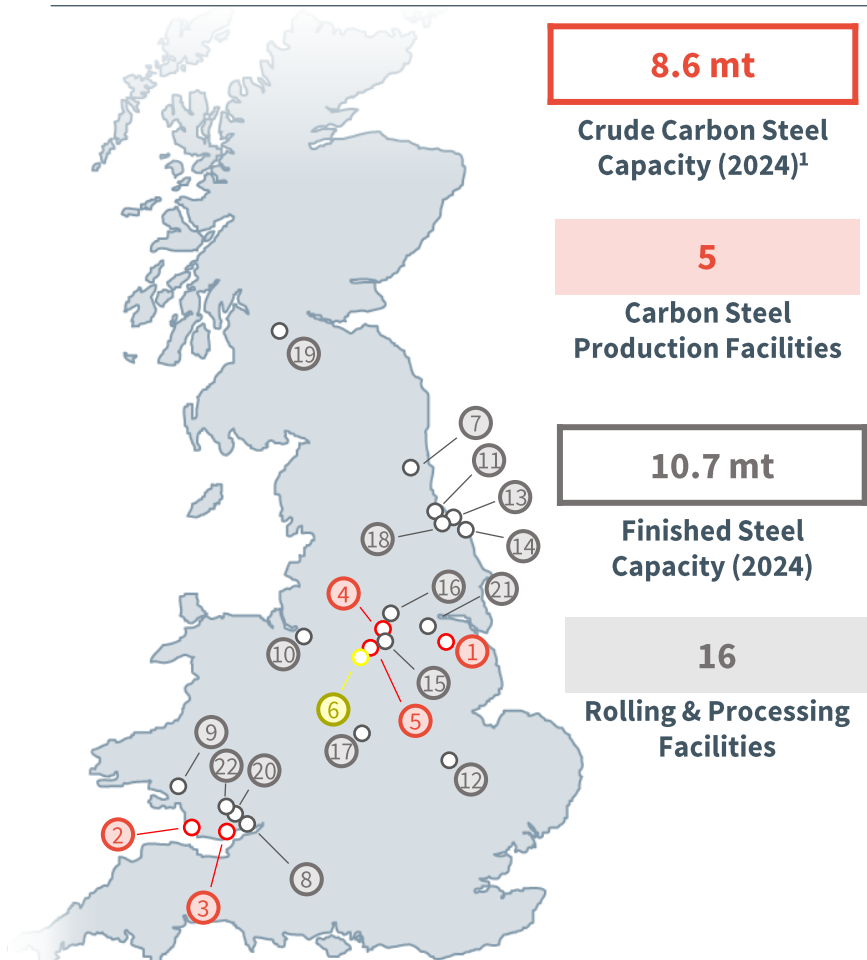 8.6 mt
Crude Carbon Steel
Capacity (2024)¹
5
Carbon Steel
Production Facilities
10.7 mt
Finished Steel
Capacity (2024)
16
Rolling & Processing
Facilities
19
7
11
13
18
14
16
21
4
10
1
15
6
5
9
17
22
20
12
2
8
3